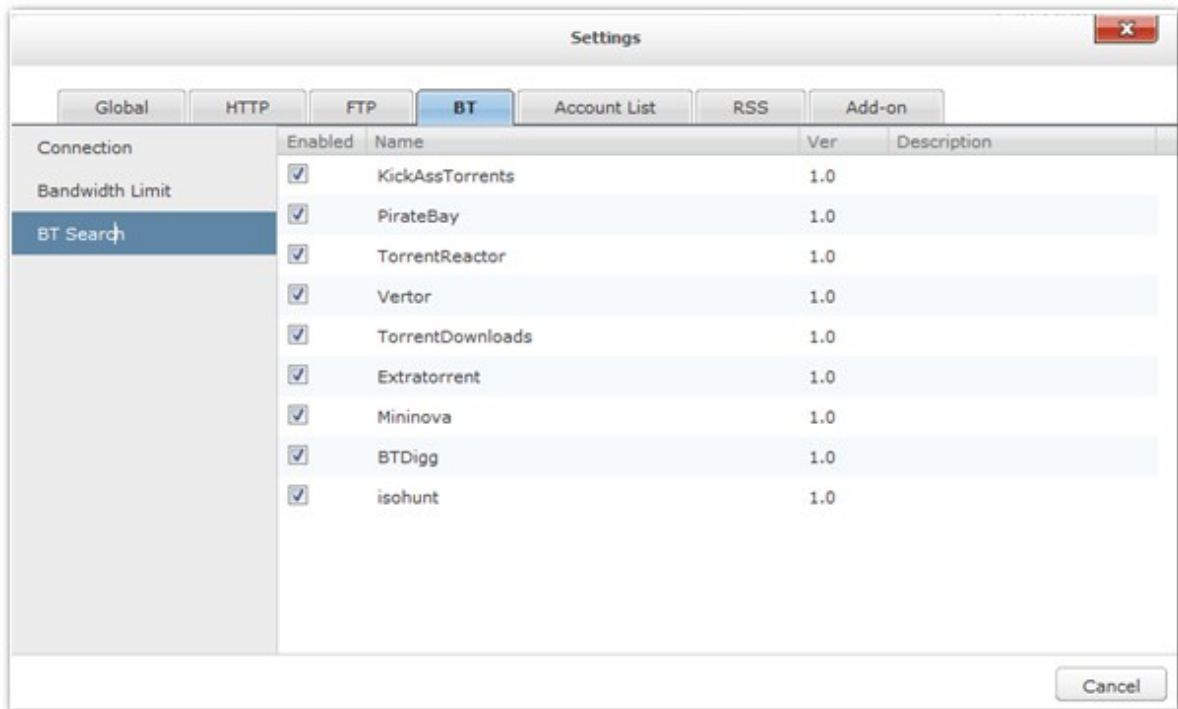 Settings
Global HTTP FTP BT Account List RSS Add-on
Connection
Bandwidth Limit
BT Search
Enabled Name Ver Description
KickAssTorrents 1.0
PirateBay 1.0
TorrentReactor 1.0
Vertor 1.0
TorrentDownloads 1.0
Extratorrent 1.0
Mininova 1.0
BTDigg 1.0
isohunt 1.0
Cancel